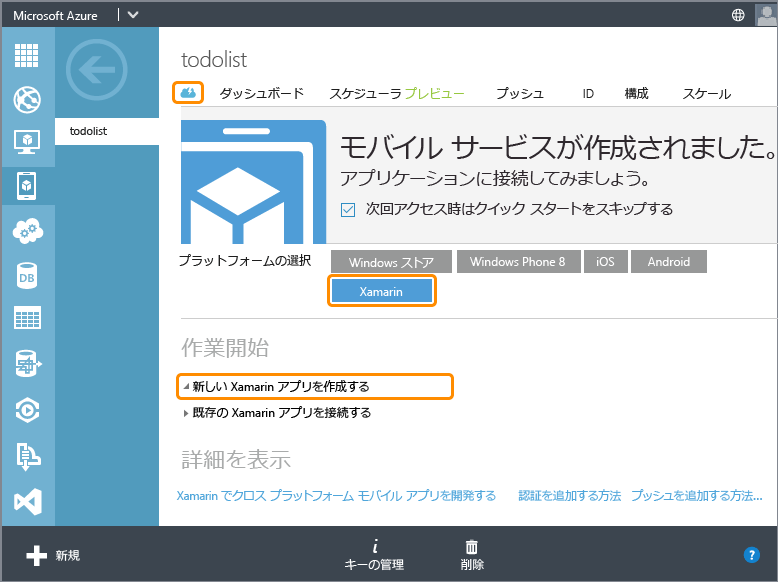 Microsoft Azure
todolist
todolist
ダッシュボード スケジューラ プレビュー プッシュ ID 構成 スケール
モバイル サービスが作成されました。
アプリケーションに接続してみましょう。
次回アクセス時はクイック スタートをスキップする
プラットフォームの選択 Windows ストア Windows Phone 8 iOS Android
Xamarin
作業開始
新しい Xamarin アプリを作成する
既存の Xamarin アプリを接続する
詳細を表示
Xamarin でクロス プラットフォーム モバイル アプリを開発する 認証を追加する方法 プッシュを追加する方法...
DB
新規 キーの管理 削除 ?